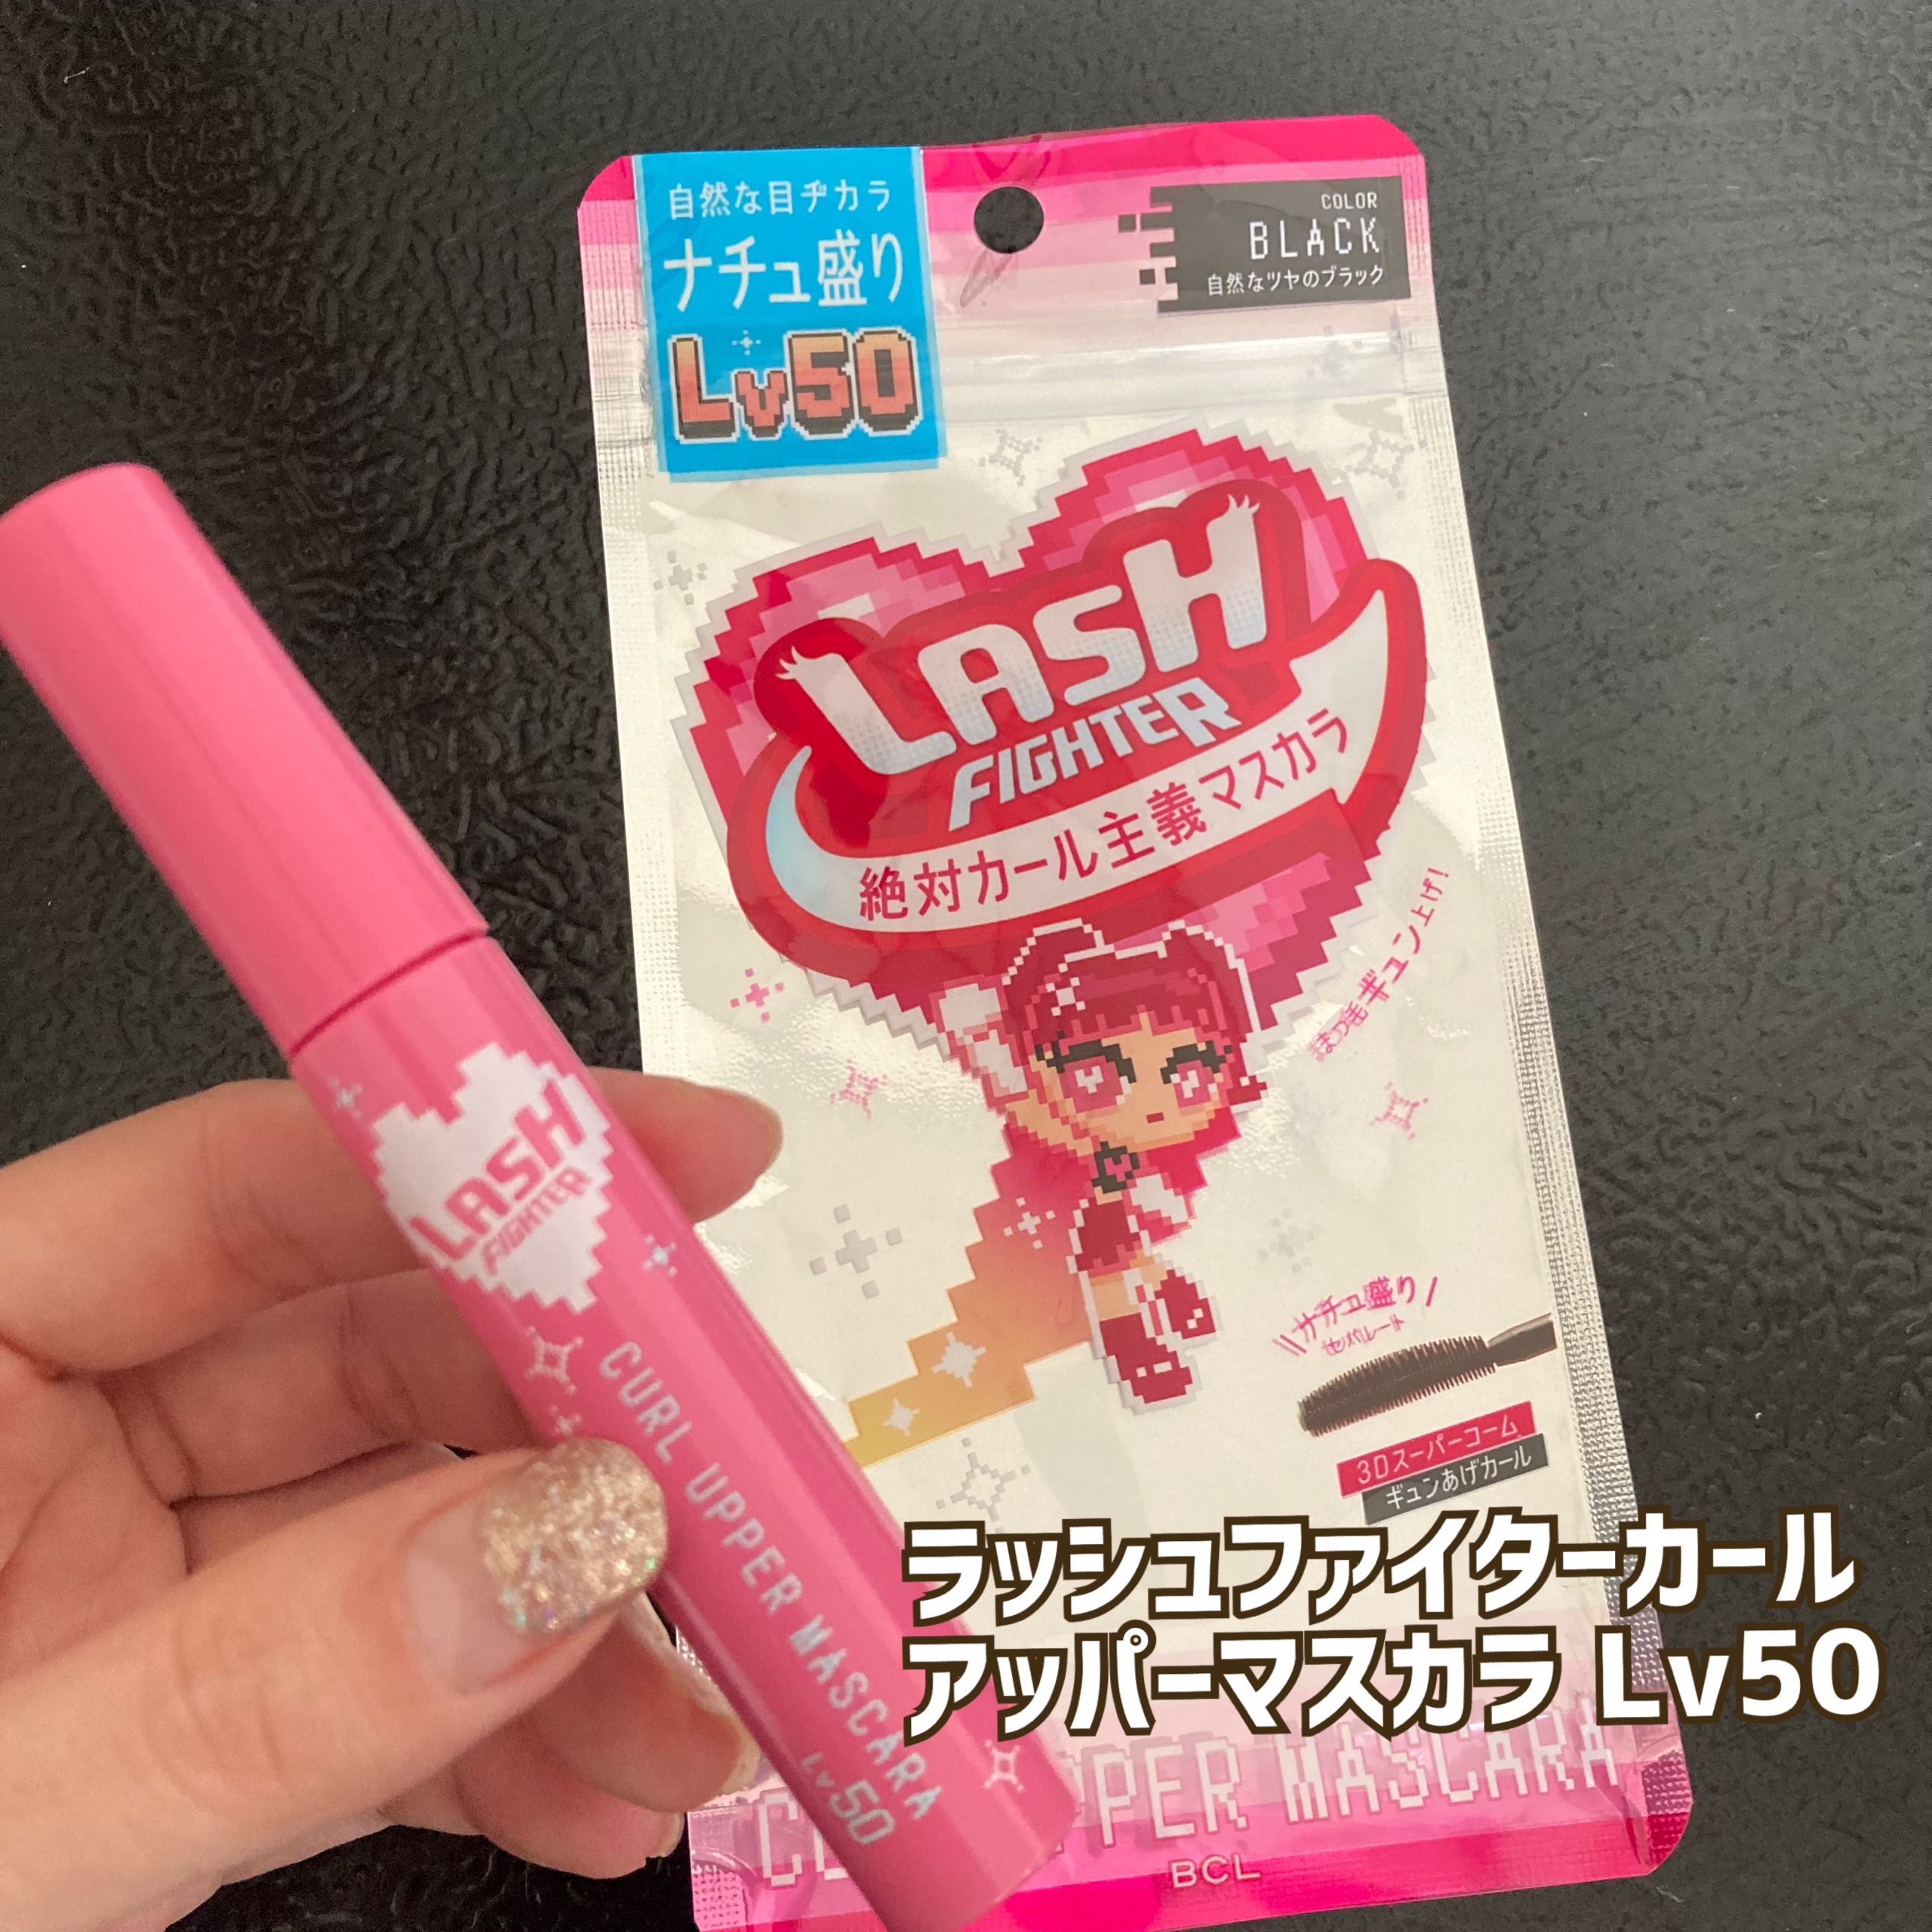 自然な目ヂカラ
ナチュ盛り
Lv50
COLOR
BLACK
自然なツヤのブラック
LASH
FIGHTER
絶対カール主義マスカラ
まつ毛ギュン上げ!
LASH
FIGHTER
CURL UPPER MASCARA
Lv50
\\ナチュ盛り/
セパレート
3Dスーパーコーム
ギュンあげカール
ラッシュファイターカール
アッパーマスカラ Lv50
PPER MASCARA
BCL